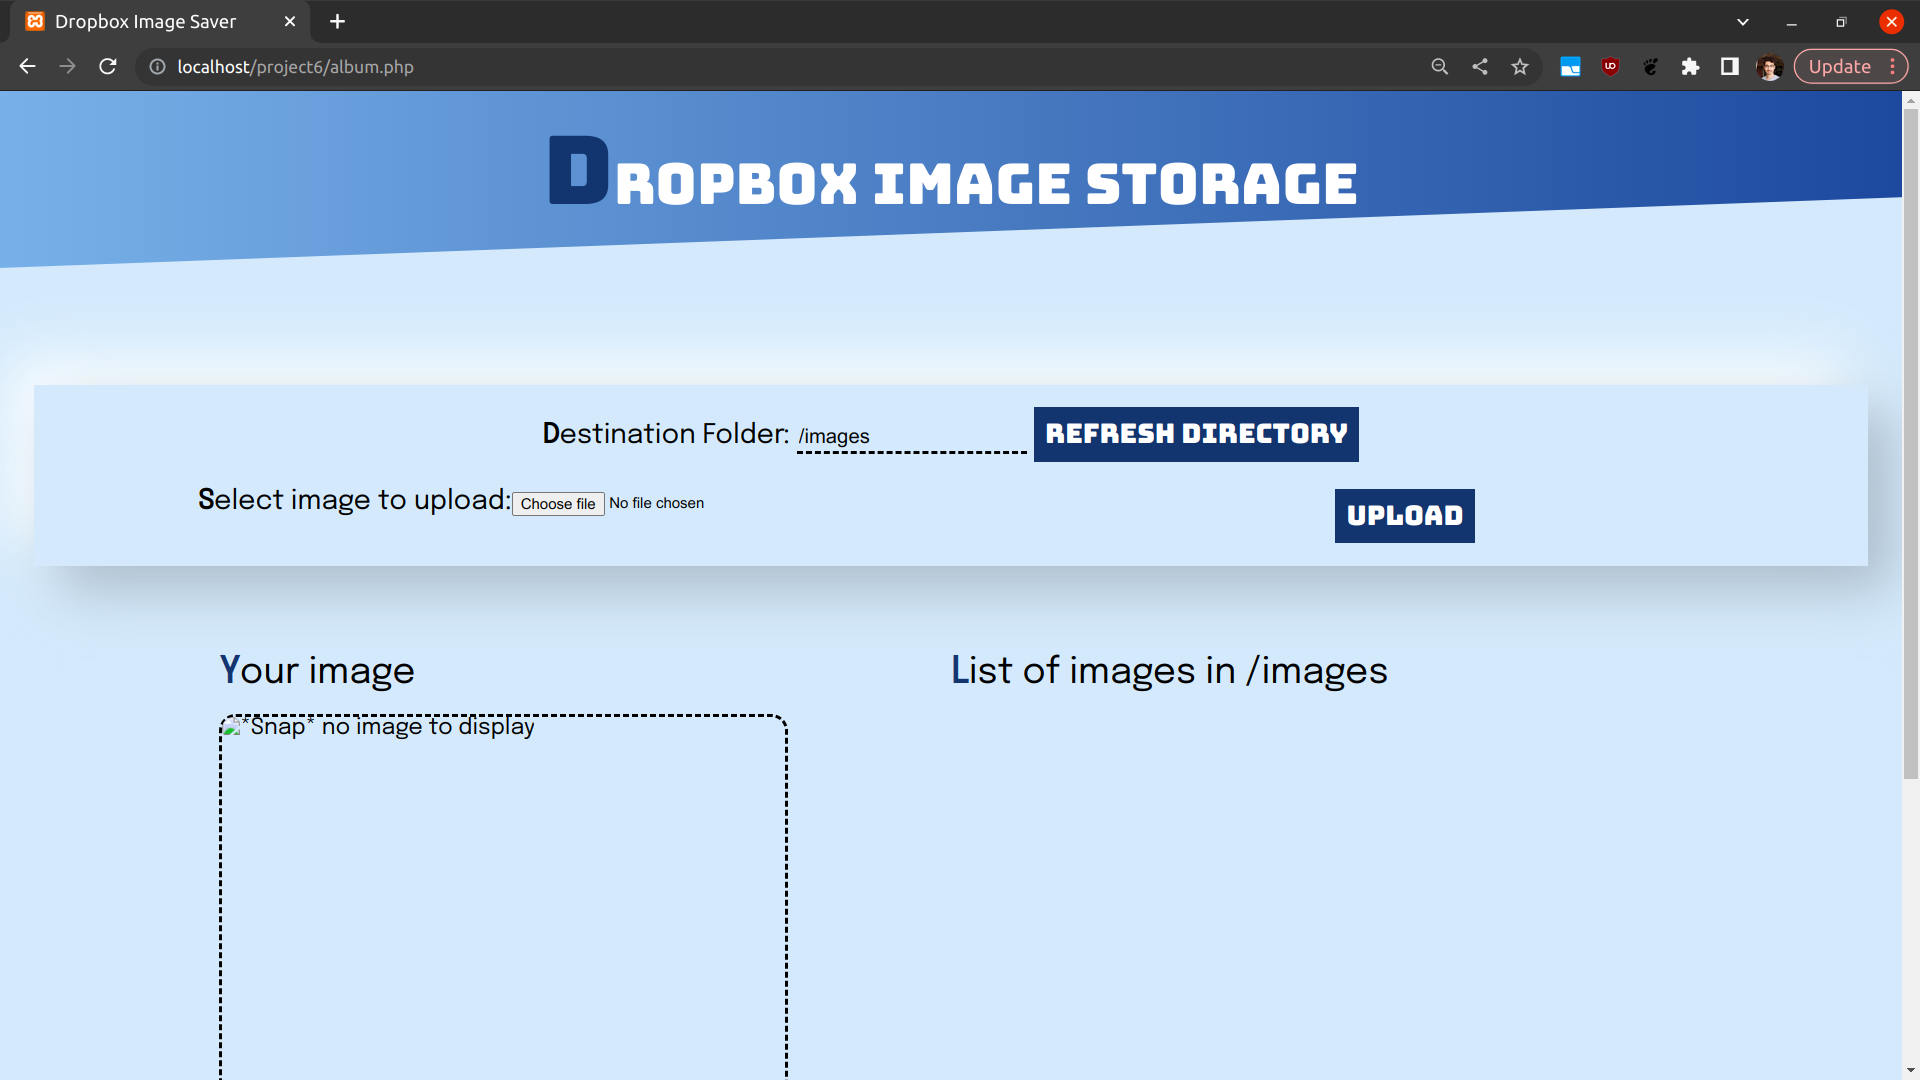 Dropbox Image Saver
localhost/project6/album.php
Update
DROPBOX IMAGE STORAGE
Destination Folder: /images REFRESH DIRECTORY
Select image to upload: Choose file No file chosen
UPLOAD
Your image
List of images in /images
*Snap* no image to display